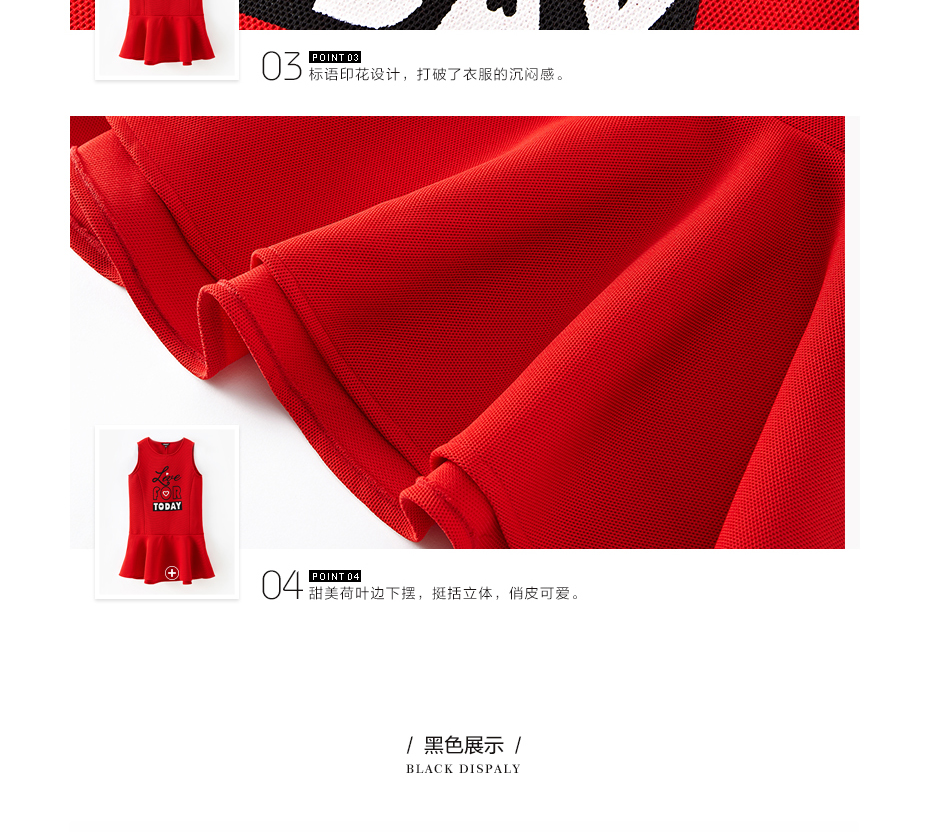 03 POINT 03
标语印花设计，打破了衣服的沉闷感。
Live
FOR
TODAY
04 POINT 04
甜美荷叶边下摆，挺括立体，俏皮可爱。
/ 黑色展示 /
BLACK DISPALY